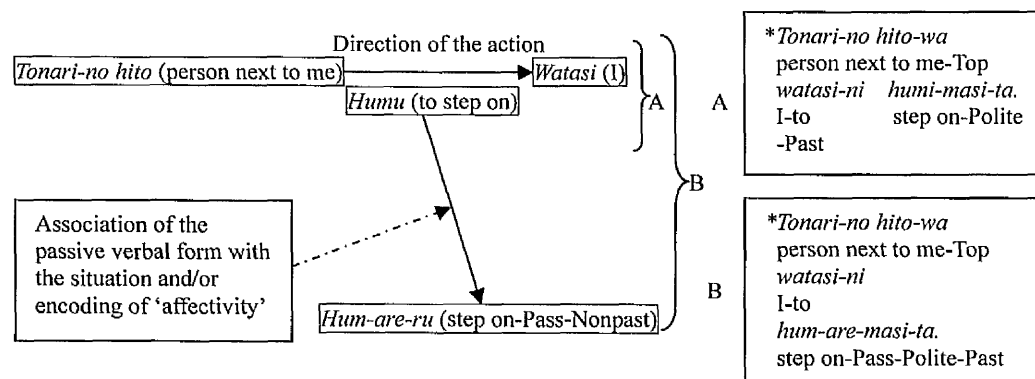 Direction of the action
Tonari-no hito (person next to me)
Watasi (I)
Humu (to step on)
A
B
Association of the
passive verbal form with
the situation and/or
encoding of ‘affectivity’
Hum-are-ru (step on-Pass-Nonpast)
A
*Tonari-no hito-wa
person next to me-Top
watasi-ni humi-masi-ta.
I-to step on-Polite
-Past
B
*Tonari-no hito-wa
person next to me-Top
watasi-ni
I-to
hum-are-masi-ta.
step on-Pass-Polite-Past